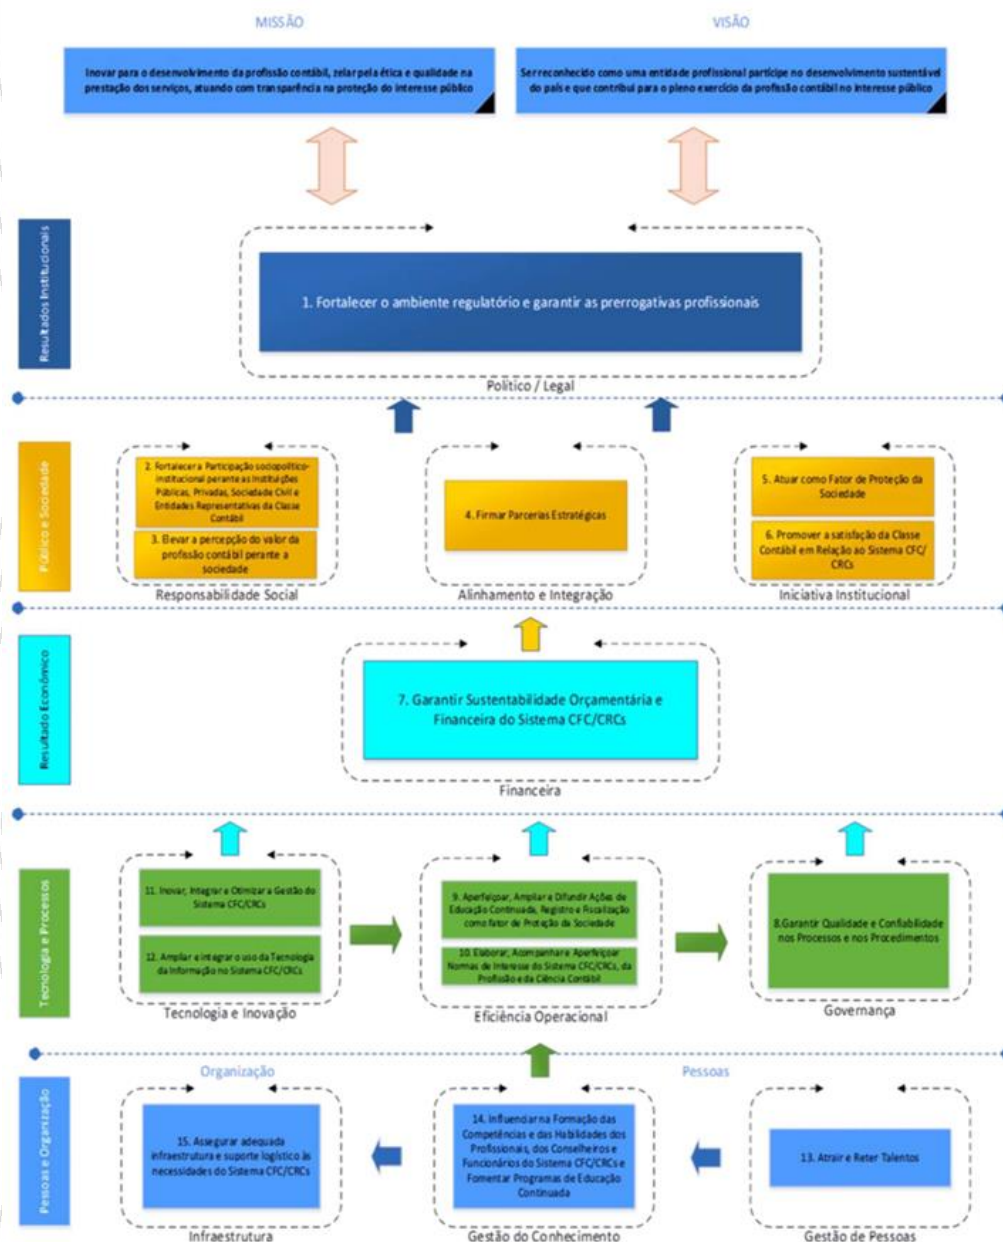 MISSÃO
VISÃO
Inovar para o desenvolvimento da profissão contábil, zelar pela ética e qualidade na
prestação dos serviços, atuando com transparência na proteção do interesse público
Ser reconhecido como uma entidade profissional partícipe no desenvolvimento sustentável
do país e que contribui para o pleno exercício da profissão contábil no interesse público
Resultados Institucionais
1. Fortalecer o ambiente regulatório e garantir as prerrogativas profissionais
Político / Legal
Público e Sociedade
2. Fortalecer a Participação sociopolítico-
institucional perante as Instituições
Públicas, Privadas, Sociedade Civil e
Entidades Representativas da Classe
Contábil
3. Elevar a percepção do valor da
profissão contábil perante a
sociedade
Responsabilidade Social
4. Firmar Parcerias Estratégicas
Alinhamento e Integração
5. Atuar como Fator de Proteção da
Sociedade
6. Promover a satisfação da Classe
Contábil em Relação ao Sistema CFC/
CRCs
Iniciativa Institucional
Resultado Econômico
7. Garantir Sustentabilidade Orçamentária e
Financeira do Sistema CFC/CRCs
Financeira
Tecnologia e Processos
11. Inovar, Integrar e Otimizar a Gestão do
Sistema CFC/CRCs
12. Ampliar e integrar o uso da Tecnologia
da Informação no Sistema CFC/CRCs
Tecnologia e Inovação
9. Aperfeiçoar, Ampliar e Difundir Ações de
Educação Continuada, Registro e Fiscalização
como fator de Proteção da Sociedade
10. Elaborar, Acompanhar e Aperfeiçoar
Normas de Interesse do Sistema CFC/CRCs, da
Profissão e da Ciência Contábil
Eficiência Operacional
8.Garantir Qualidade e Confiabilidade
nos Processos e nos Procedimentos
Governança
Pessoas e Organização
Organização
Pessoas
15. Assegurar adequada
infraestrutura e suporte logístico às
necessidades do Sistema CFC/CRCs
Infraestrutura
14. Influenciar na Formação das
Competências e das Habilidades dos
Profissionais, dos Conselheiros e
Funcionários do Sistema CFC/CRCs e
Fomentar Programas de Educação
Continuada
Gestão do Conhecimento
13. Atrair e Reter Talentos
Gestão de Pessoas